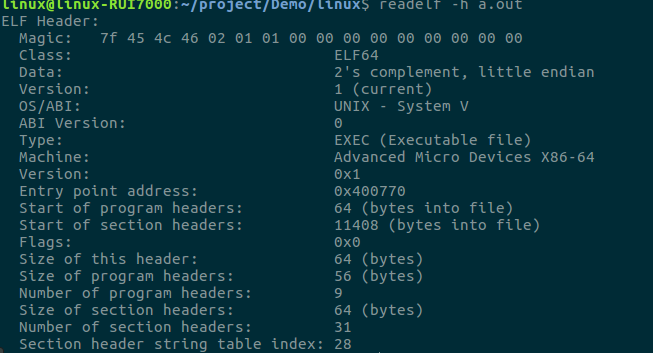 linux@linux-RUI7000:~/project/Demo/linux$ readelf -h a.out
ELF Header:
  Magic:   7f 45 4c 46 02 01 01 00 00 00 00 00 00 00 00 00
  Class:                             ELF64
  Data:                              2's complement, little endian
  Version:                           1 (current)
  OS/ABI:                            UNIX - System V
  ABI Version:                       0
  Type:                              EXEC (Executable file)
  Machine:                           Advanced Micro Devices X86-64
  Version:                           0x1
  Entry point address:               0x400770
  Start of program headers:          64 (bytes into file)
  Start of section headers:          11408 (bytes into file)
  Flags:                             0x0
  Size of this header:               64 (bytes)
  Size of program headers:           56 (bytes)
  Number of program headers:         9
  Size of section headers:           64 (bytes)
  Number of section headers:         31
  Section header string table index: 28